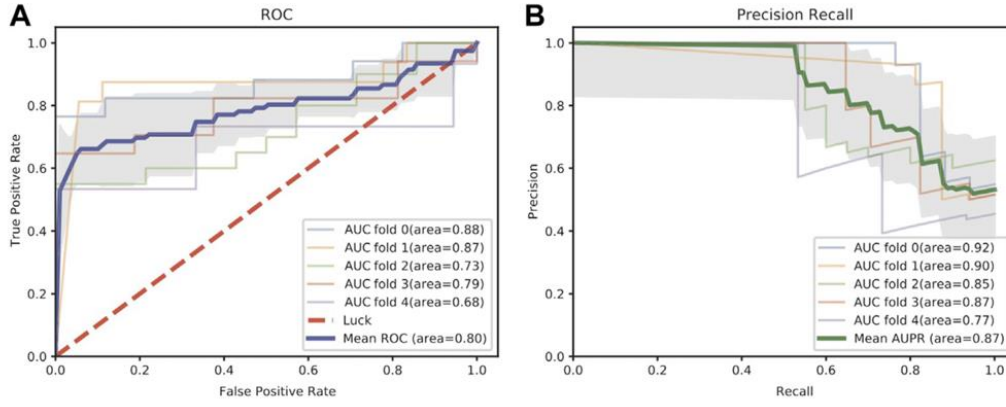 A
ROC
1.0
0.8
0.6
0.4
0.2
0.0
True Positive Rate
0.0 0.2 0.4 0.6 0.8 1.0
False Positive Rate
AUC fold 0(area=0.88)
AUC fold 1(area=0.87)
AUC fold 2(area=0.73)
AUC fold 3(area=0.79)
AUC fold 4(area=0.68)
Luck
Mean ROC (area=0.80)
B
Precision Recall
1.0
0.8
0.6
0.4
0.2
0.0
Precision
0.0 0.2 0.4 0.6 0.8 1.0
Recall
AUC fold 0(area=0.92)
AUC fold 1(area=0.90)
AUC fold 2(area=0.85)
AUC fold 3(area=0.87)
AUC fold 4(area=0.77)
Mean AUPR (area=0.87)